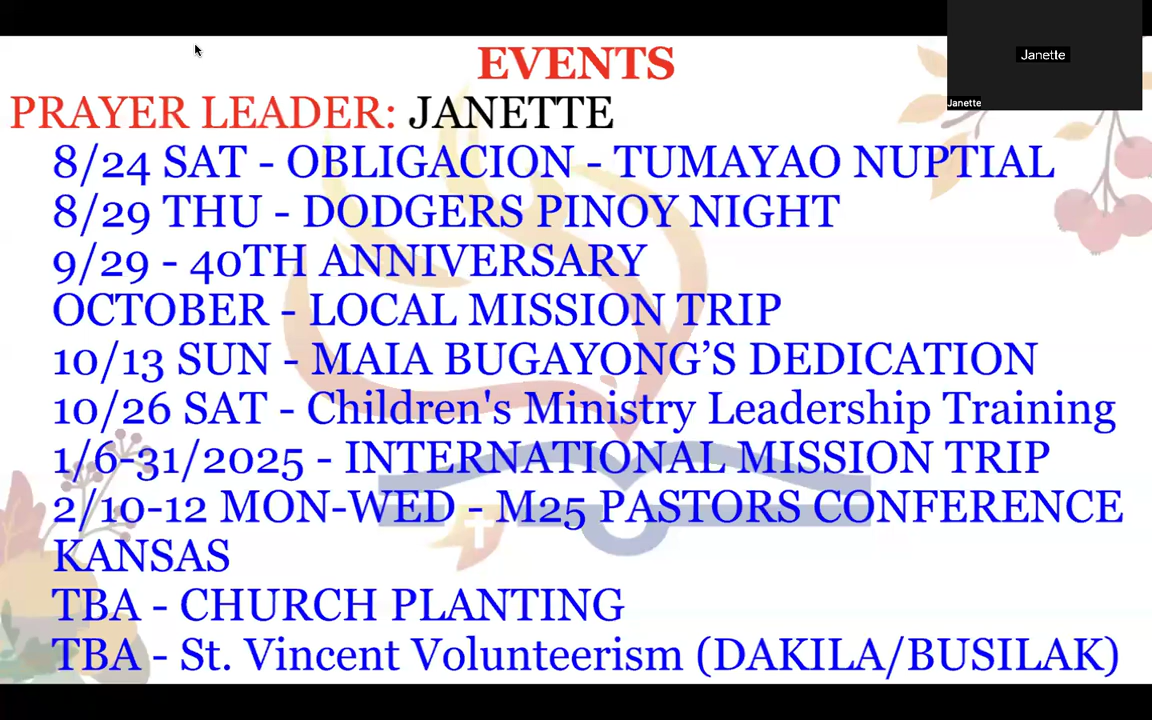 EVENTS
Janette
Janette
PRAYER LEADER: JANETTE
8/24 SAT - OBLIGACION - TUMAYAO NUPTIAL
8/29 THU - DODGERS PINOY NIGHT
9/29 - 40TH ANNIVERSARY
OCTOBER - LOCAL MISSION TRIP
10/13 SUN - MAIA BUGAYONG’S DEDICATION
10/26 SAT - Children's Ministry Leadership Training
1/6-31/2025 - INTERNATIONAL MISSION TRIP
2/10-12 MON-WED - M25 PASTORS CONFERENCE
KANSAS
TBA - CHURCH PLANTING
TBA - St. Vincent Volunteerism (DAKILA/BUSILAK)